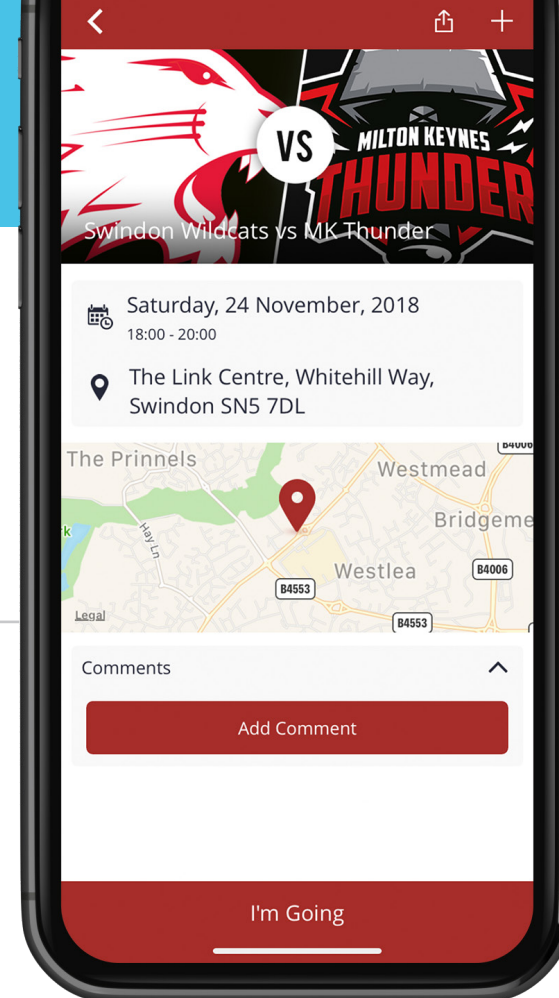 VS
MILTON KEYNES
THUNDER
Swindon Wildcats vs MK Thunder
Saturday, 24 November, 2018
18:00 - 20:00
The Link Centre, Whitehill Way,
Swindon SN5 7DL
B4006
The Prinnels
Westmead
Bridgeme
k
Hay Ln
Westlea
B4006
B4553
Legal
B4553
Comments
Add Comment
I'm Going